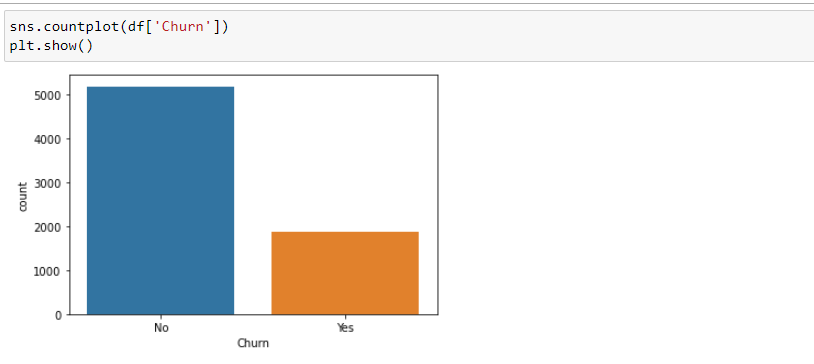 sns.countplot(df['Churn'])
plt.show()
5000
4000
3000
2000
1000
0
count
No Yes
Churn